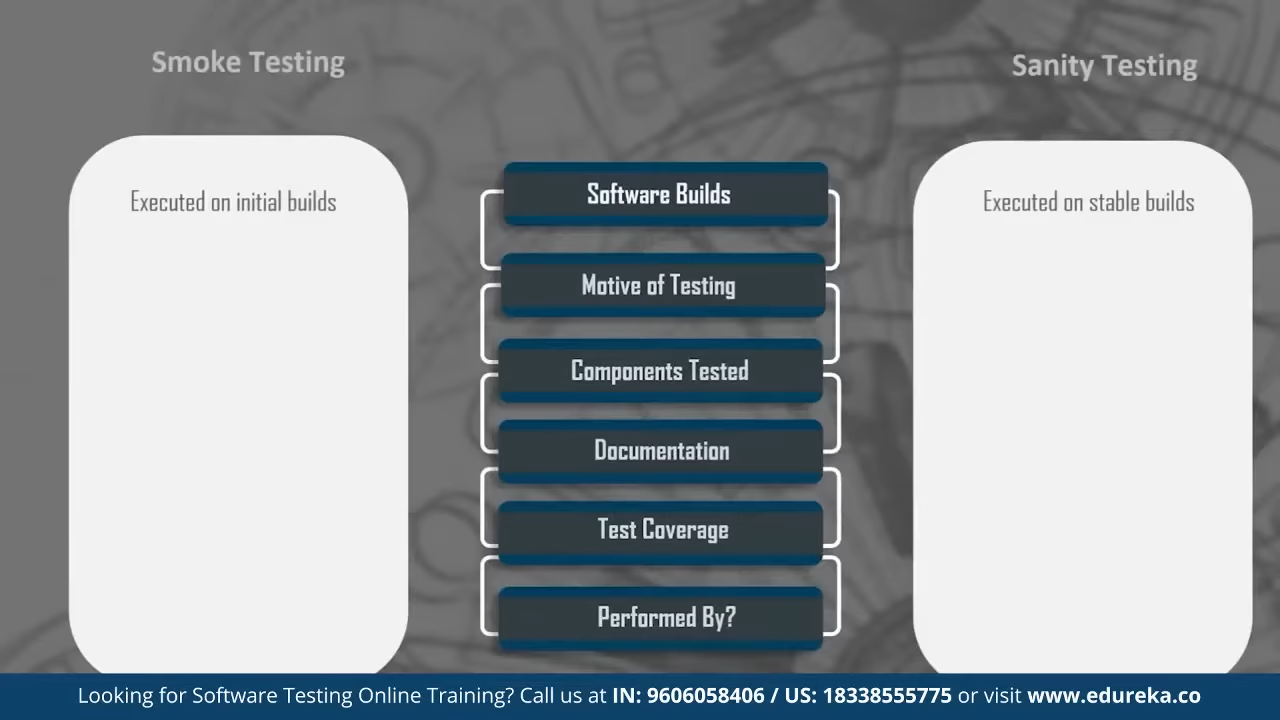 Smoke Testing
Sanity Testing
Executed on initial builds
Software Builds
Executed on stable builds
Motive of Testing
Components Tested
Documentation
Test Coverage
Performed By?
Looking for Software Testing Online Training? Call us at IN: 9606058406 / US: 18338555775 or visit www.edureka.co